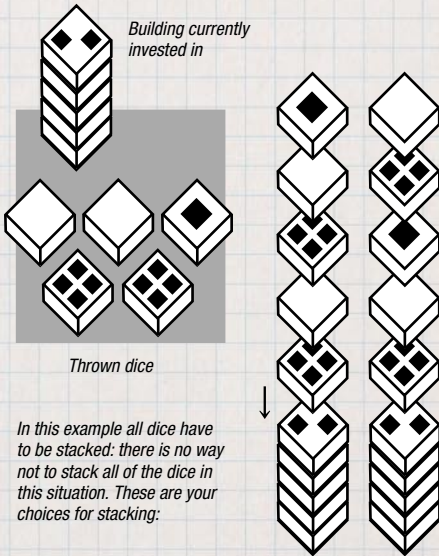 Building currently
invested in
Thrown dice
In this example all dice have
to be stacked: there is no way
not to stack all of the dice in
this situation. These are your
choices for stacking: